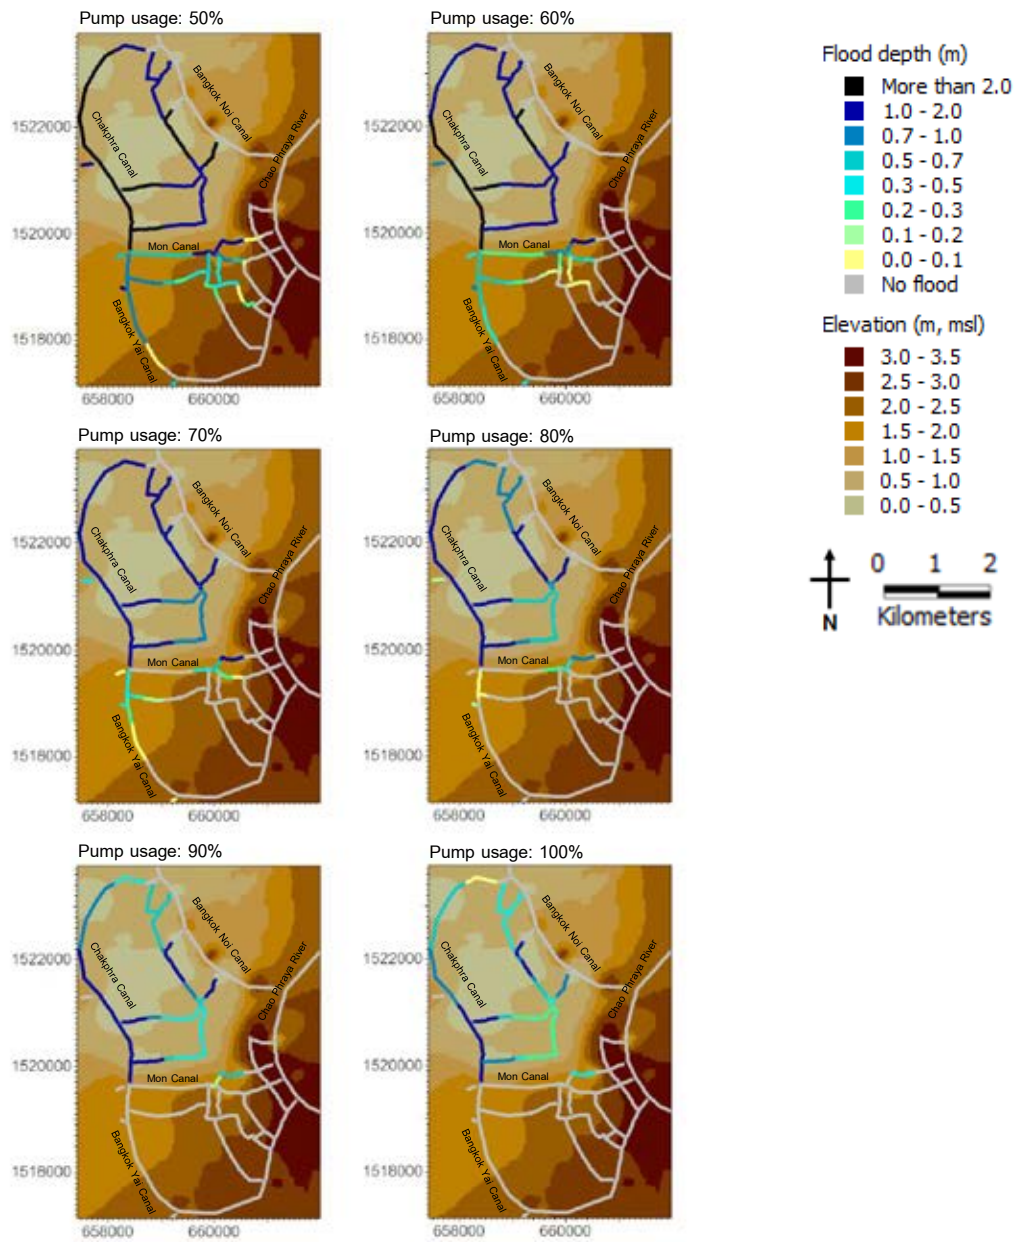 Pump usage: 50%
Bangkok Noi Canal
Chakphra Canal
Chao Phraya River
Mon Canal
Bangkok Yai Canal
1522000
1520000
1518000
658000
660000
Pump usage: 60%
Bangkok Noi Canal
Chakphra Canal
Chao Phraya River
Mon Canal
Bangkok Yai Canal
658000
660000
Flood depth (m)
More than 2.0
1.0 - 2.0
0.7 - 1.0
0.5 - 0.7
0.3 - 0.5
0.2 - 0.3
0.1 - 0.2
0.0 - 0.1
No flood
Elevation (m, msl)
3.0 - 3.5
2.5 - 3.0
2.0 - 2.5
1.5 - 2.0
1.0 - 1.5
0.5 - 1.0
0.0 - 0.5
N
0 1 2
Kilometers
Pump usage: 70%
Bangkok Noi Canal
Chakphra Canal
Chao Phraya River
Mon Canal
Bangkok Yai Canal
1522000
1520000
1518000
658000
660000
Pump usage: 80%
Bangkok Noi Canal
Chakphra Canal
Chao Phraya River
Mon Canal
Bangkok Yai Canal
1522000
1520000
1518000
658000
660000
Pump usage: 90%
Bangkok Noi Canal
Chakphra Canal
Chao Phraya River
Mon Canal
Bangkok Yai Canal
1522000
1520000
1518000
658000
660000
Pump usage: 100%
Bangkok Noi Canal
Chakphra Canal
Chao Phraya River
Mon Canal
Bangkok Yai Canal
1522000
1520000
1518000
658000
660000